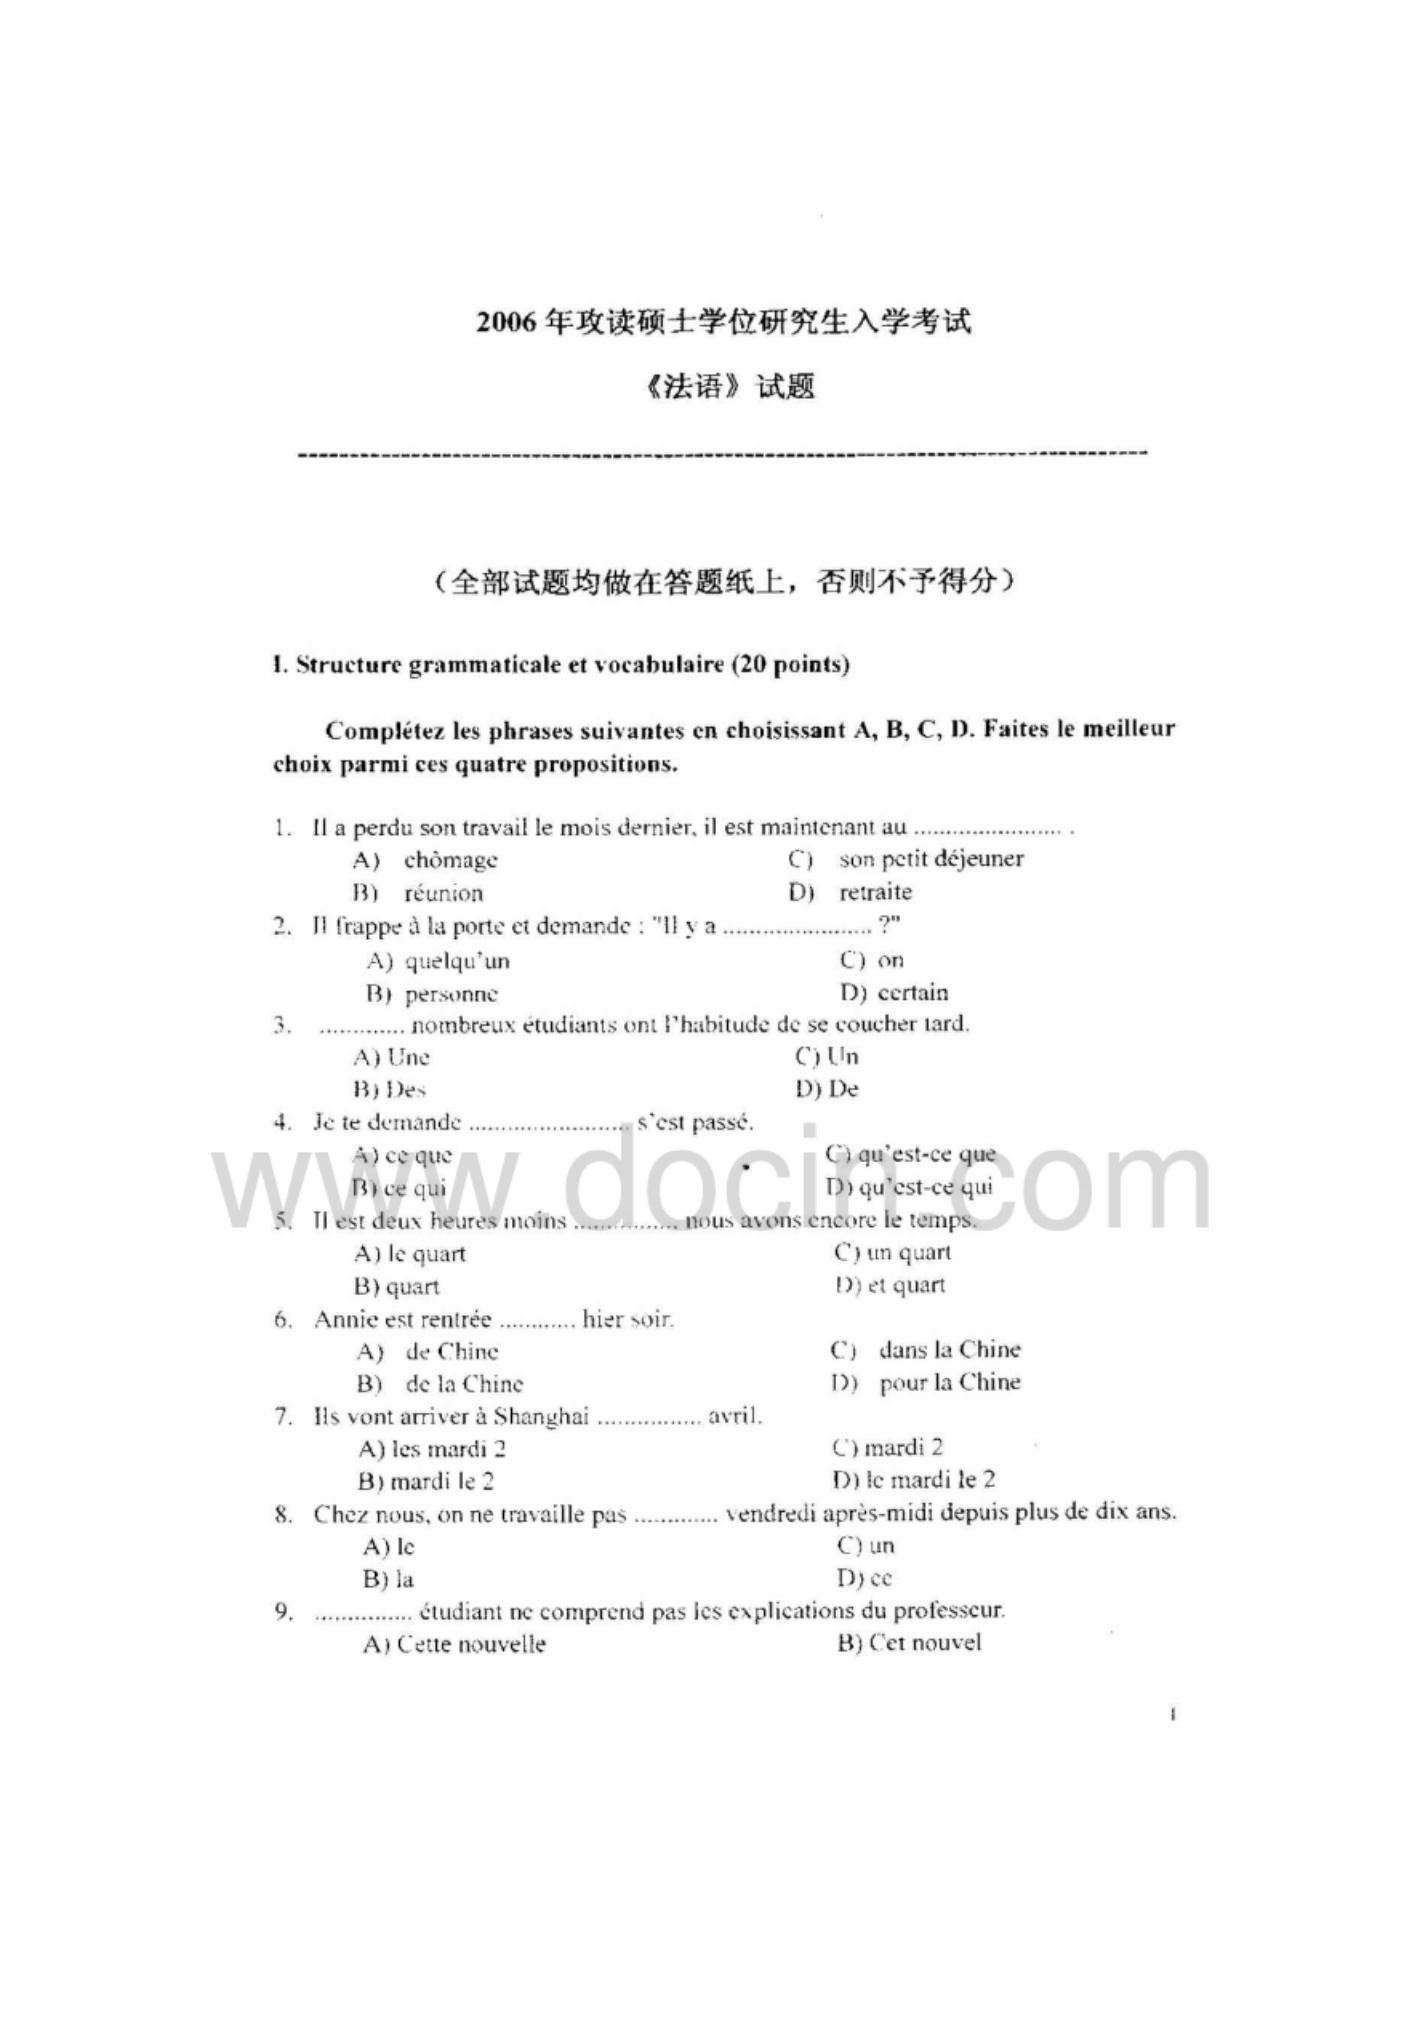 2006 年攻读硕士学位研究生入学考试
《法语》试题
--------------------------------------------------------------------------------
（全部试题均做在答题纸上，否则不予得分）
I. Structure grammaticale et vocabulaire (20 points)
Complétez les phrases suivantes en choisissant A, B, C, D. Faites le meilleur
choix parmi ces quatre propositions.
1. Il a perdu son travail le mois dernier, il est maintenant au ....................... .
A) chômage C) son petit déjeuner
B) réunion D) retraite
2. Il frappe à la porte et demande : "Il y a ....................... ?"
A) quelqu'un C) on
B) personne D) certain
3. ............. nombreux étudiants ont l'habitude de se coucher tard.
A) Une C) Un
B) Des D) De
4. Je te demande ......................... s'est passé.
A) ce que C) qu'est-ce que
B) ce qui D) qu'est-ce qui
www.docin.com
5. Il est deux heures moins ................ nous avons encore le temps.
A) le quart C) un quart
B) quart D) et quart
6. Annie est rentrée ............ hier soir.
A) de Chine C) dans la Chine
B) de la Chine D) pour la Chine
7. Ils vont arriver à Shanghai ................ avril.
A) les mardi 2 C) mardi 2
B) mardi le 2 D) le mardi le 2
8. Chez nous, on ne travaille pas ............. vendredi après-midi depuis plus de dix ans.
A) le C) un
B) la D) ce
9. ............... étudiant ne comprend pas les explications du professeur.
A) Cette nouvelle B) Cet nouvel
1